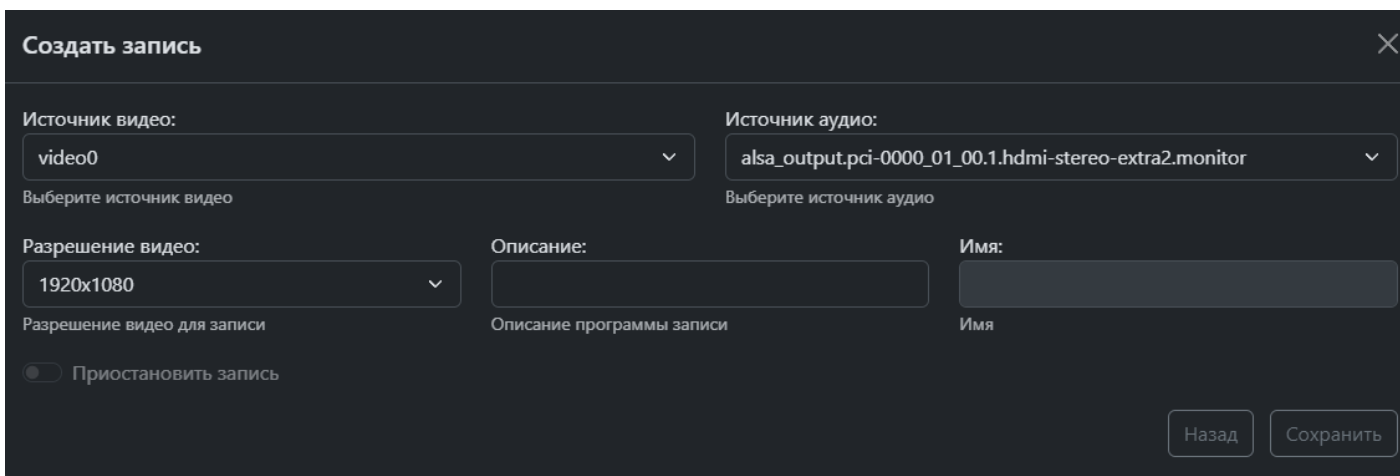 Создать запись
Источник видео: Источник аудио:
video0 alsa_output.pci-0000_01_00.1.hdmi-stereo-extra2.monitor
Выберите источник видео Выберите источник аудио
Разрешение видео: Описание: Имя:
1920x1080
Разрешение видео для записи Описание программы записи Имя
Приостановить запись
Назад Сохранить